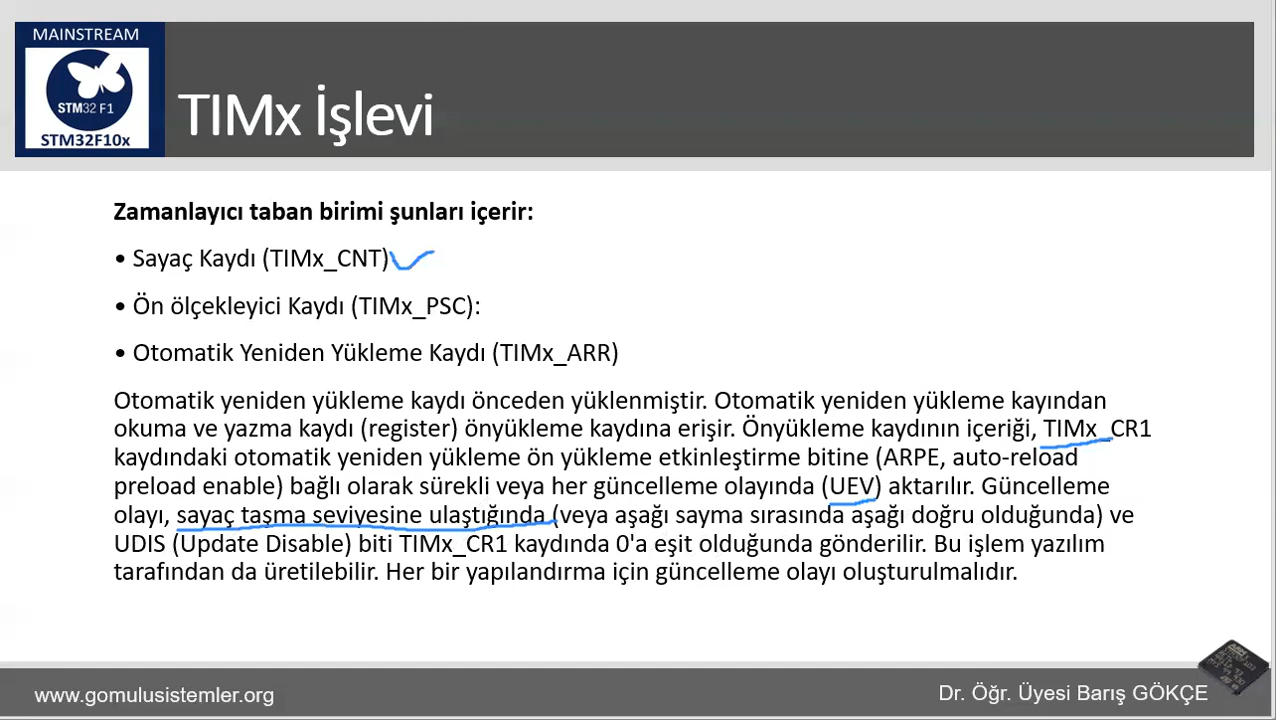 MAINSTREAM
STM32 F1
STM32F10x
TIMx İşlevi
Zamanlayıcı taban birimi şunları içerir:
• Sayaç Kaydı (TIMx_CNT)
• Ön ölçekleyici Kaydı (TIMx_PSC):
• Otomatik Yeniden Yükleme Kaydı (TIMx_ARR)
Otomatik yeniden yükleme kaydı önceden yüklenmiştir. Otomatik yeniden yükleme kayından
okuma ve yazma kaydı (register) önyükleme kaydına erişir. Önyükleme kaydının içeriği, TIMx_CR1
kaydındaki otomatik yeniden yükleme ön yükleme etkinleştirme bitine (ARPE, auto-reload
preload enable) bağlı olarak sürekli veya her güncelleme olayında (UEV) aktarılır. Güncelleme
olayı, sayaç taşma seviyesine ulaştığında (veya aşağı sayma sırasında aşağı doğru olduğunda) ve
UDIS (Update Disable) biti TIMx_CR1 kaydında 0'a eşit olduğunda gönderilir. Bu işlem yazılım
tarafından da üretilebilir. Her bir yapılandırma için güncelleme olayı oluşturulmalıdır.
www.gomulusistemler.org
Dr. Öğr. Üyesi Barış GÖKÇE